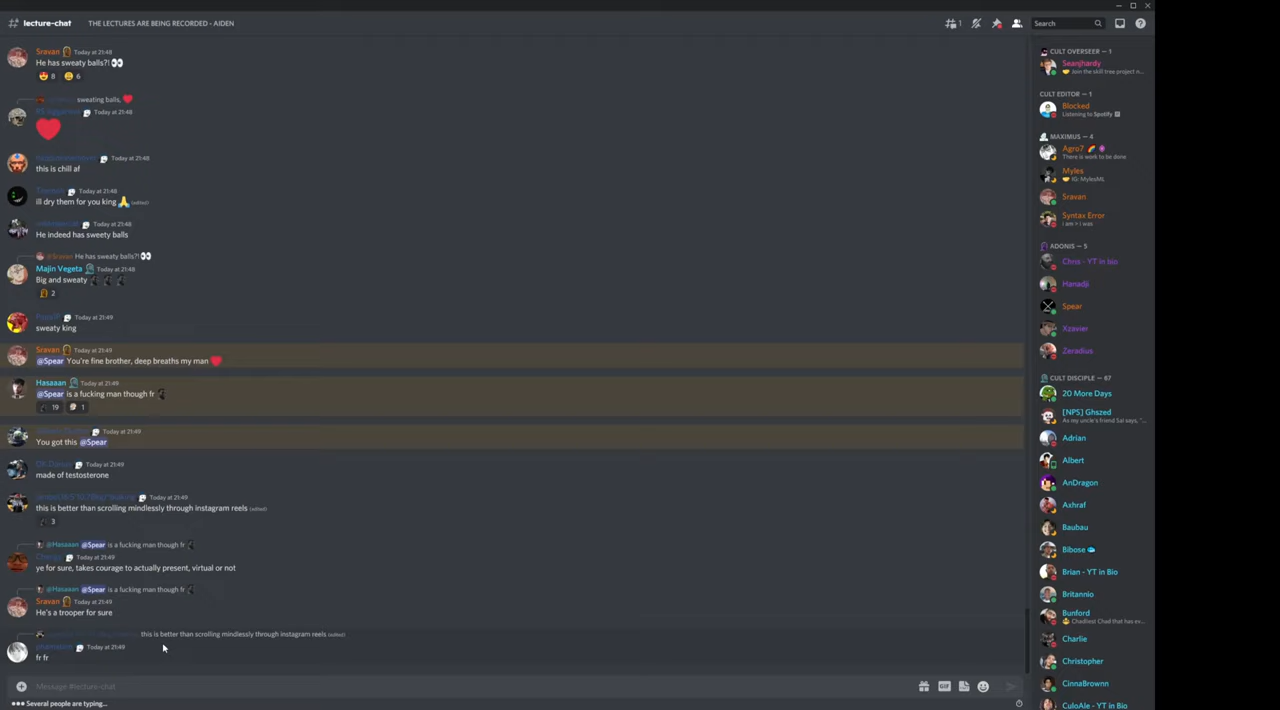 # lecture-chat THE LECTURES ARE BEING RECORDED - AIDEN
1
Search
Sravan Today at 21:48
He has sweaty balls?!
8 6
sweating balls,
Today at 21:48
Today at 21:48
this is chill af
Today at 21:48
ill dry them for you king (edited)
Today at 21:48
He indeed has sweety balls
@Sravan He has sweaty balls?!
Majin Vegeta Today at 21:48
Big and sweaty
2
Today at 21:49
sweaty king
Sravan Today at 21:49
@Spear You're fine brother, deep breaths my man
Hasaaan Today at 21:49
@Spear is a fucking man though fr
19 1
Today at 21:49
You got this @Spear
Today at 21:49
made of testosterone
Today at 21:49
this is better than scrolling mindlessly through instagram reels (edited)
3
@Hasaaan @Spear is a fucking man though fr
Today at 21:49
ye for sure, takes courage to actually present, virtual or not
@Hasaaan @Spear is a fucking man though fr
Sravan Today at 21:49
He's a trooper for sure
this is better than scrolling mindlessly through instagram reels (edited)
Today at 21:49
fr fr
Message #lecture-chat
GIF
Several people are typing...
CULT OVERSEER — 1
Seanjhardy
Join the skill tree project n...
CULT EDITOR — 1
Blocked
Listening to Spotify
MAXIMUS — 4
Agro7
There is work to be done
Myles
IG: MylesML
Sravan
Syntax Error
i am = i was
ADONIS — 5
Chris - YT in bio
Hanadji
Spear
Xzavier
Zeradius
CULT DISCIPLE — 67
20 More Days
[NPS] Ghszed
As my uncle's friend Sai says, "...
Adrian
Albert
AnDragon
Axhraf
Baubau
Bibose
Brian - YT in Bio
Britannio
Bunford
Chadliest Chad that has ev...
Charlie
Christopher
CinnaBrownn
CuloAle - YT in Bio